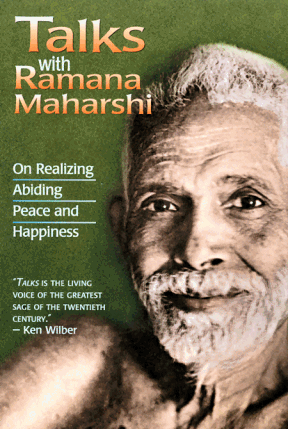 Talks
with
Ramana
Maharshi
On Realizing
Abiding
Peace and
Happiness
"TALKS IS THE LIVING
VOICE OF THE GREATEST
SAGE OF THE TWENTIETH
CENTURY."
– Ken Wilber